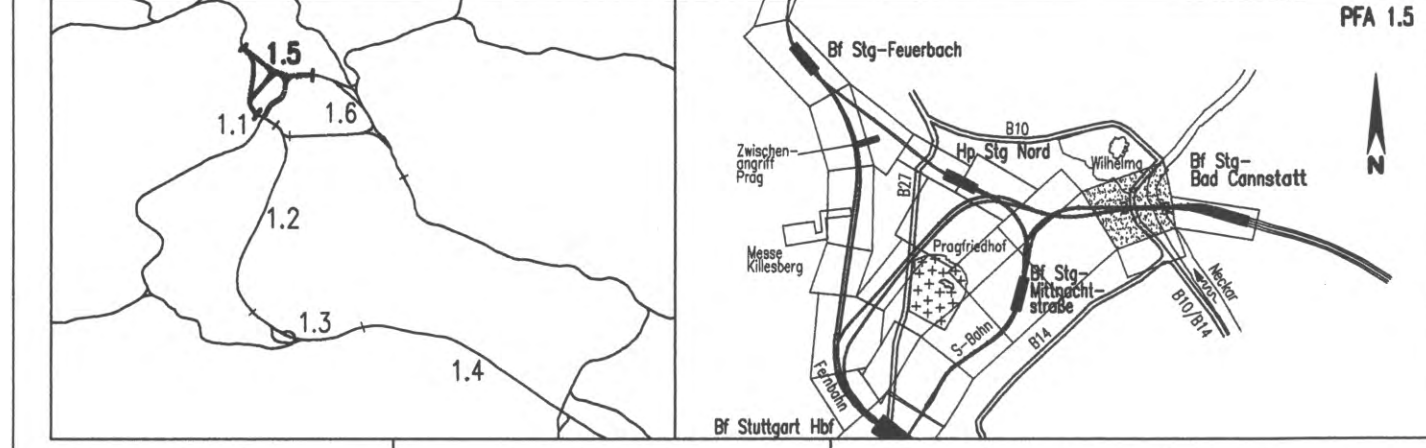 1.5
1.1
1.6
1.2
1.3
1.4
PFA 1.5
N
Bf Stg-Feuerbach
Zwischen-
angriff
Prag
B10
Hp Stg Nord
Wilhelma
Bf Stg-
Bad Cannstatt
B27
Messe
Killesberg
Pragfriedhof
Bf Stg-
Mittnacht-
straße
Neckar
B10/B14
S-Bahn
B14
Fernbahn
Bf Stuttgart Hbf